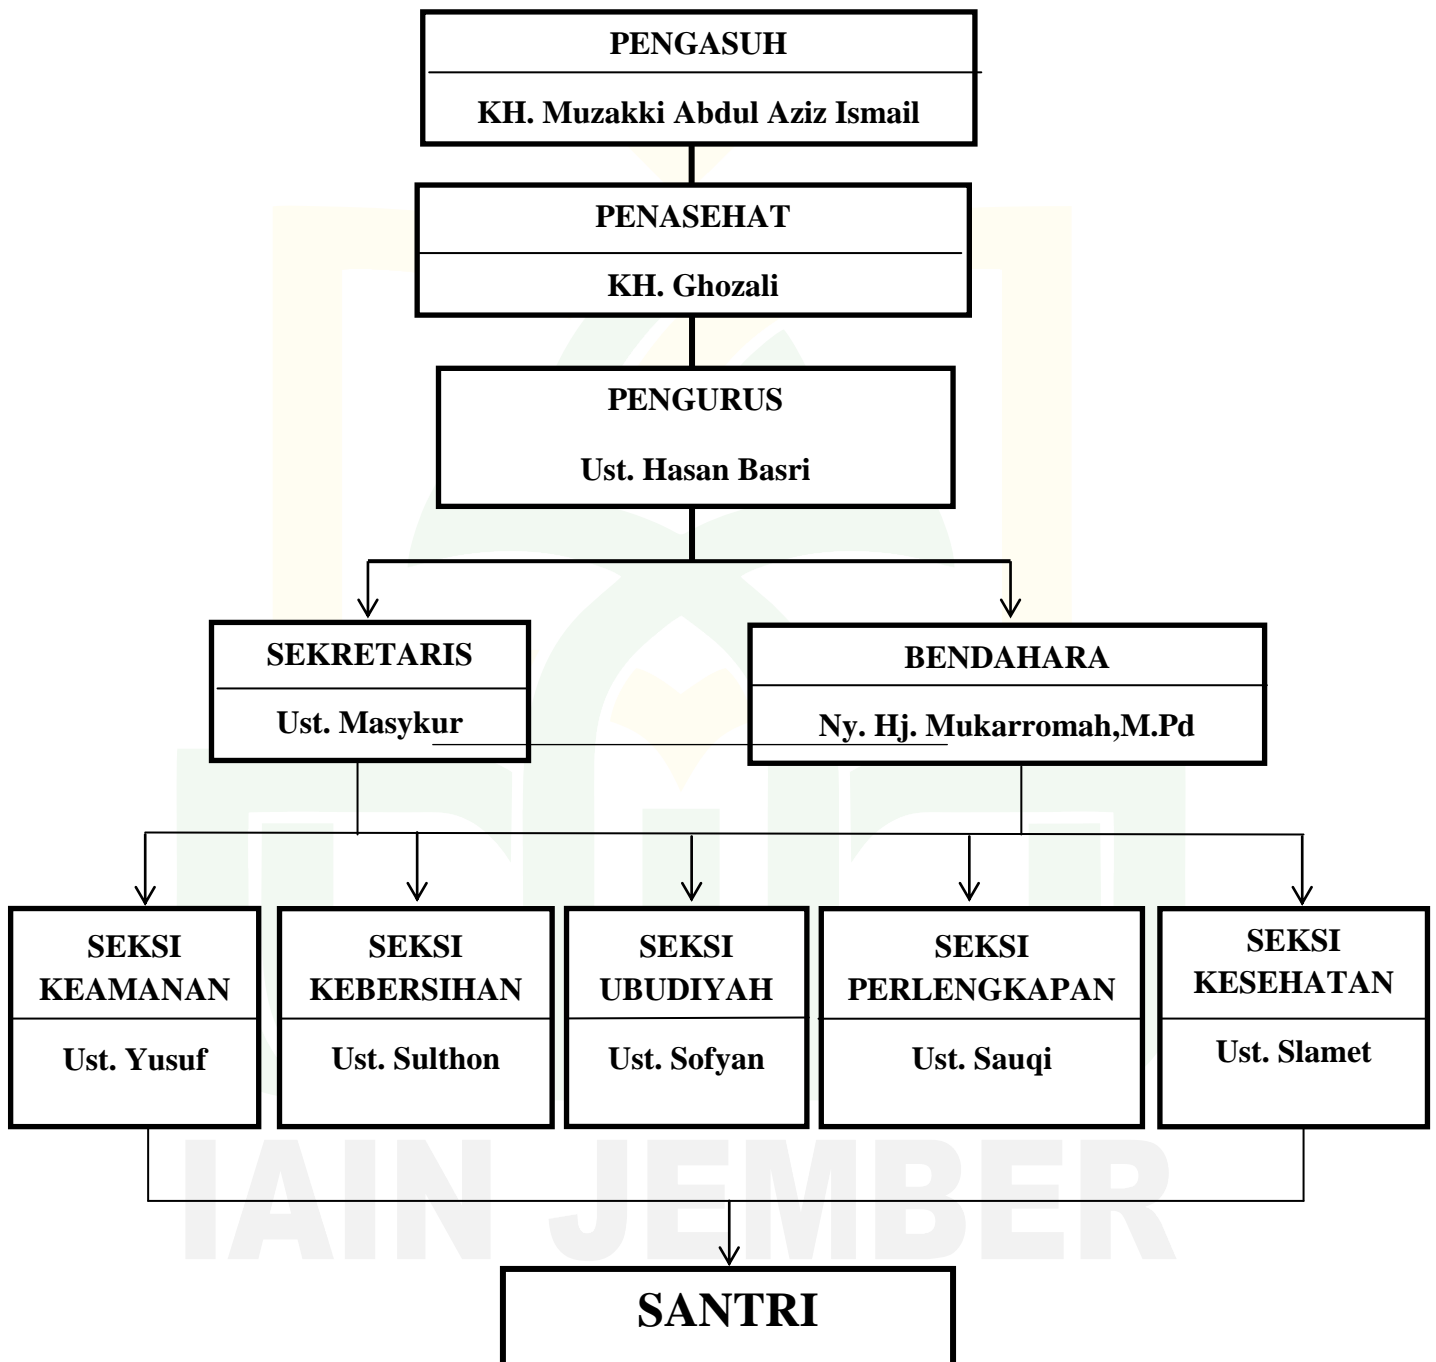 PENGASUH
KH. Muzakki Abdul Aziz Ismail
PENASEHAT
KH. Ghozali
PENGURUS
Ust. Hasan Basri
SEKRETARIS
Ust. Masykur
BENDAHARA
Ny. Hj. Mukarromah,M.Pd
SEKSI
KEAMANAN
Ust. Yusuf
SEKSI
KEBERSIHAN
Ust. Sulthon
SEKSI
UBUDIYAH
Ust. Sofyan
SEKSI
PERLENGKAPAN
Ust. Sauqi
SEKSI
KESEHATAN
Ust. Slamet
IAIN JEMBER
SANTRI